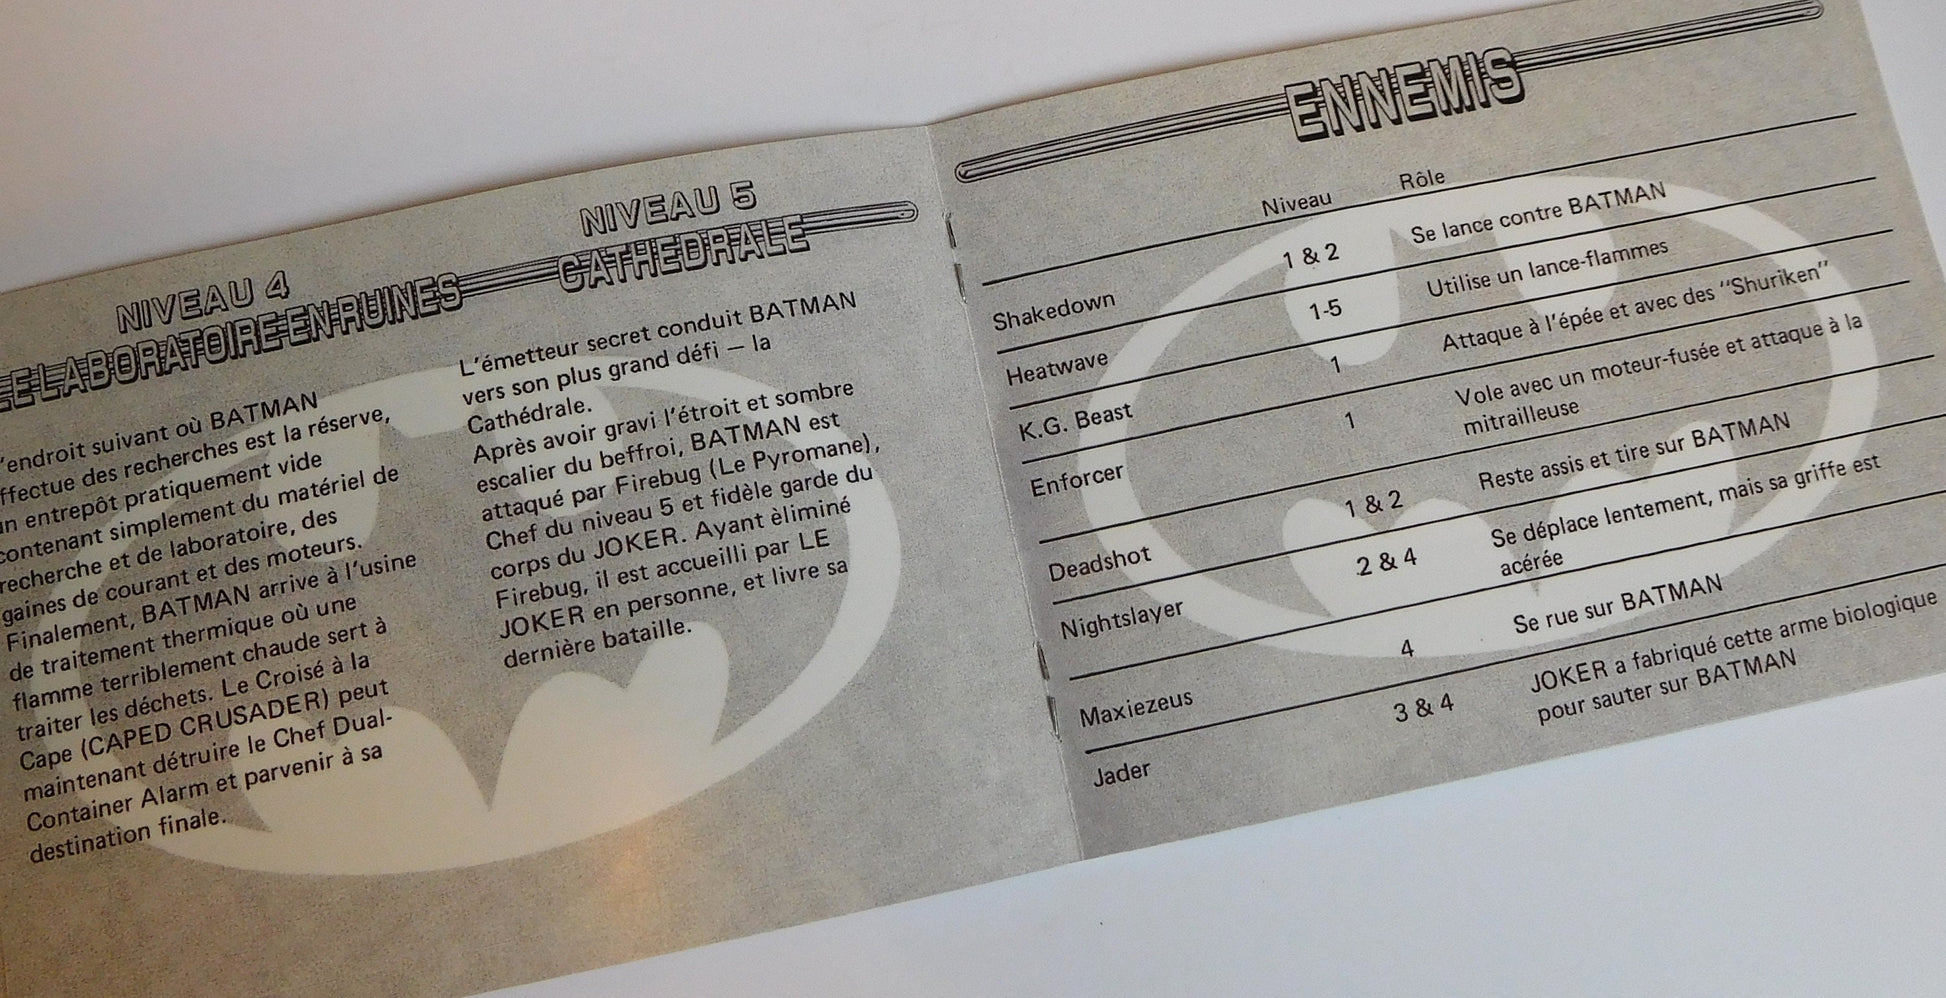 NIVEAU 4
LE LABORATOIRE EN RUINES
'endroit suivant où BATMAN
ffectue des recherches est la réserve,
un entrepôt pratiquement vide
contenant simplement du matériel de
recherche et de laboratoire, des
gaines de courant et des moteurs.
Finalement, BATMAN arrive à l'usine
de traitement thermique où une
flamme terriblement chaude sert à
traiter les déchets. Le Croisé à la
Cape (CAPED CRUSADER) peut
maintenant détruire le Chef Dual-
Container Alarm et parvenir à sa
destination finale.
NIVEAU 5
CATHEDRALE
L'émetteur secret conduit BATMAN
vers son plus grand défi — la
Cathédrale.
Après avoir gravi l'étroit et sombre
escalier du beffroi, BATMAN est
attaqué par Firebug (Le Pyromane),
Chef du niveau 5 et fidèle garde du
corps du JOKER. Ayant èliminé
Firebug, il est accueilli par LE
JOKER en personne, et livre sa
dernière bataille.
ENNEMIS
Niveau Rôle
Shakedown 1 & 2 Se lance contre BATMAN
Heatwave 1-5 Utilise un lance-flammes
K.G. Beast 1 Attaque à l'épée et avec des "Shuriken"
Enforcer 1 Vole avec un moteur-fusée et attaque à la
mitrailleuse
Deadshot 1 & 2 Reste assis et tire sur BATMAN
Nightslayer 2 & 4 Se déplace lentement, mais sa griffe est
acérée
Maxiezeus 4 Se rue sur BATMAN
Jader 3 & 4 JOKER a fabriqué cette arme biologique
pour sauter sur BATMAN